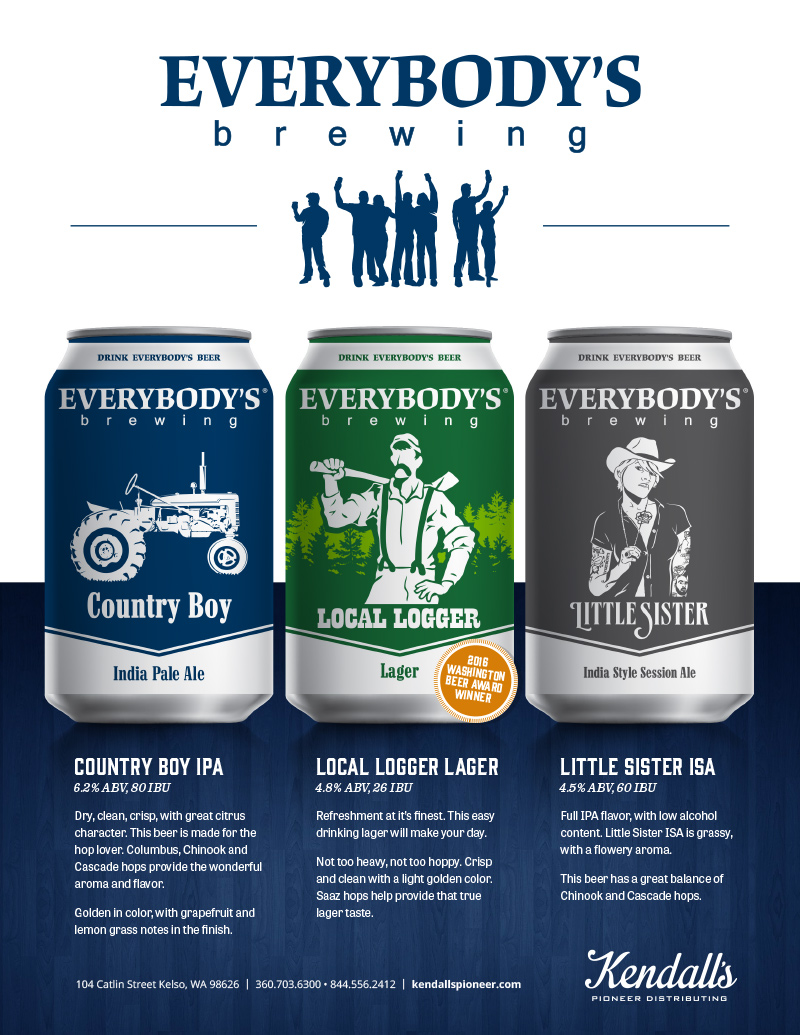 EVERYBODY'S
brewing
DRINK EVERYBODY'S BEER
EVERYBODY'S®
brewing
Country Boy
India Pale Ale
DRINK EVERYBODY'S BEER
EVERYBODY'S®
brewing
LOCAL LOGGER
Lager
2016
WASHINGTON
BEER AWARD
WINNER
DRINK EVERYBODY'S BEER
EVERYBODY'S®
brewing
LITTLE SISTER
India Style Session Ale
COUNTRY BOY IPA
6.2% ABV, 80 IBU
Dry, clean, crisp, with great citrus
character. This beer is made for the
hop lover. Columbus, Chinook and
Cascade hops provide the wonderful
aroma and flavor.
Golden in color, with grapefruit and
lemon grass notes in the finish.
LOCAL LOGGER LAGER
4.8% ABV, 26 IBU
Refreshment at it's finest. This easy
drinking lager will make your day.
Not too heavy, not too hoppy. Crisp
and clean with a light golden color.
Saaz hops help provide that true
lager taste.
LITTLE SISTER ISA
4.5% ABV, 60 IBU
Full IPA flavor, with low alcohol
content. Little Sister ISA is grassy,
with a flowery aroma.
This beer has a great balance of
Chinook and Cascade hops.
104 Catlin Street Kelso, WA 98626 | 360.703.6300 • 844.556.2412 | kendallspioneer.com
Kendall's
PIONEER DISTRIBUTING